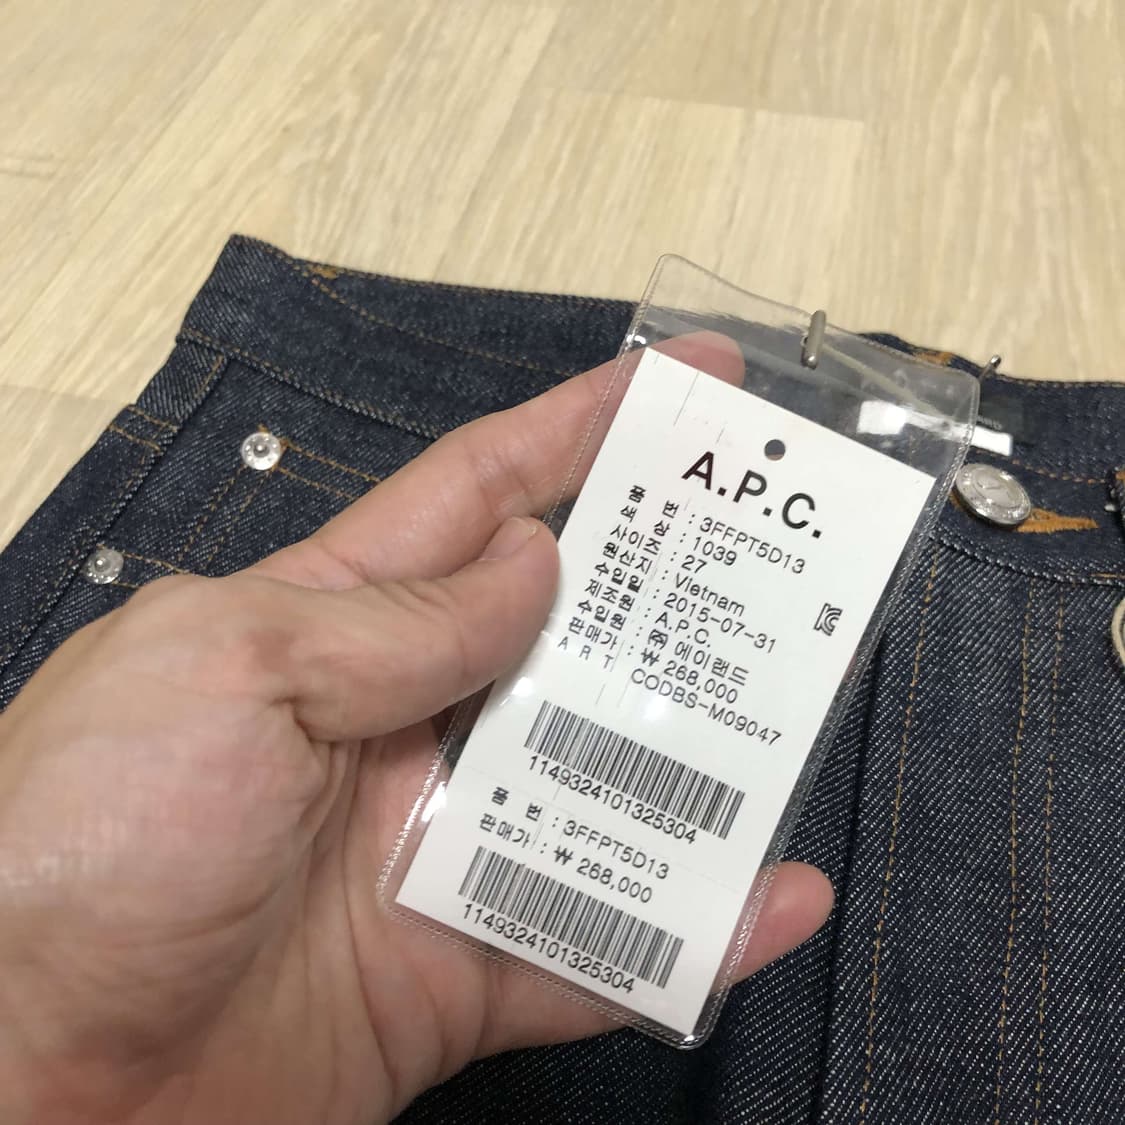 A.P.C.
품 번 : 3FFPT5D13
색 상 : 1039
사이즈 : 27
원산지 : Vietnam
수입일 : 2015-07-31
제조원 : A.P.C.
수입원 : ㈜에이랜드
판매가 : ₩ 268,000
A R T CODBS-M09047
1149324101325304
품 번 : 3FFPT5D13
판매가 : ₩ 268,000
1149324101325304